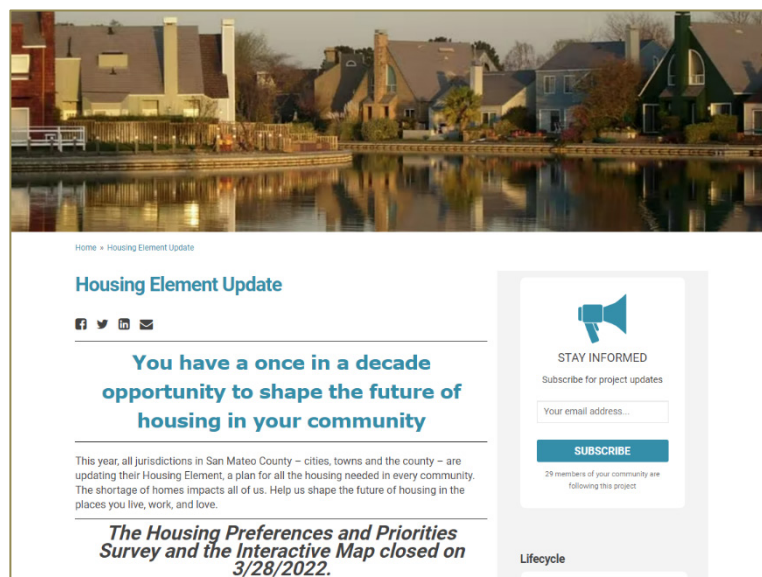 Home » Housing Element Update
Housing Element Update
You have a once in a decade
opportunity to shape the future of
housing in your community
This year, all jurisdictions in San Mateo County – cities, towns and the county – are
updating their Housing Element, a plan for all the housing needed in every community.
The shortage of homes impacts all of us. Help us shape the future of housing in the
places you live, work, and love.
The Housing Preferences and Priorities
Survey and the Interactive Map closed on
3/28/2022.
STAY INFORMED
Subscribe for project updates
Your email address...
SUBSCRIBE
29 members of your community are
following this project
Lifecycle